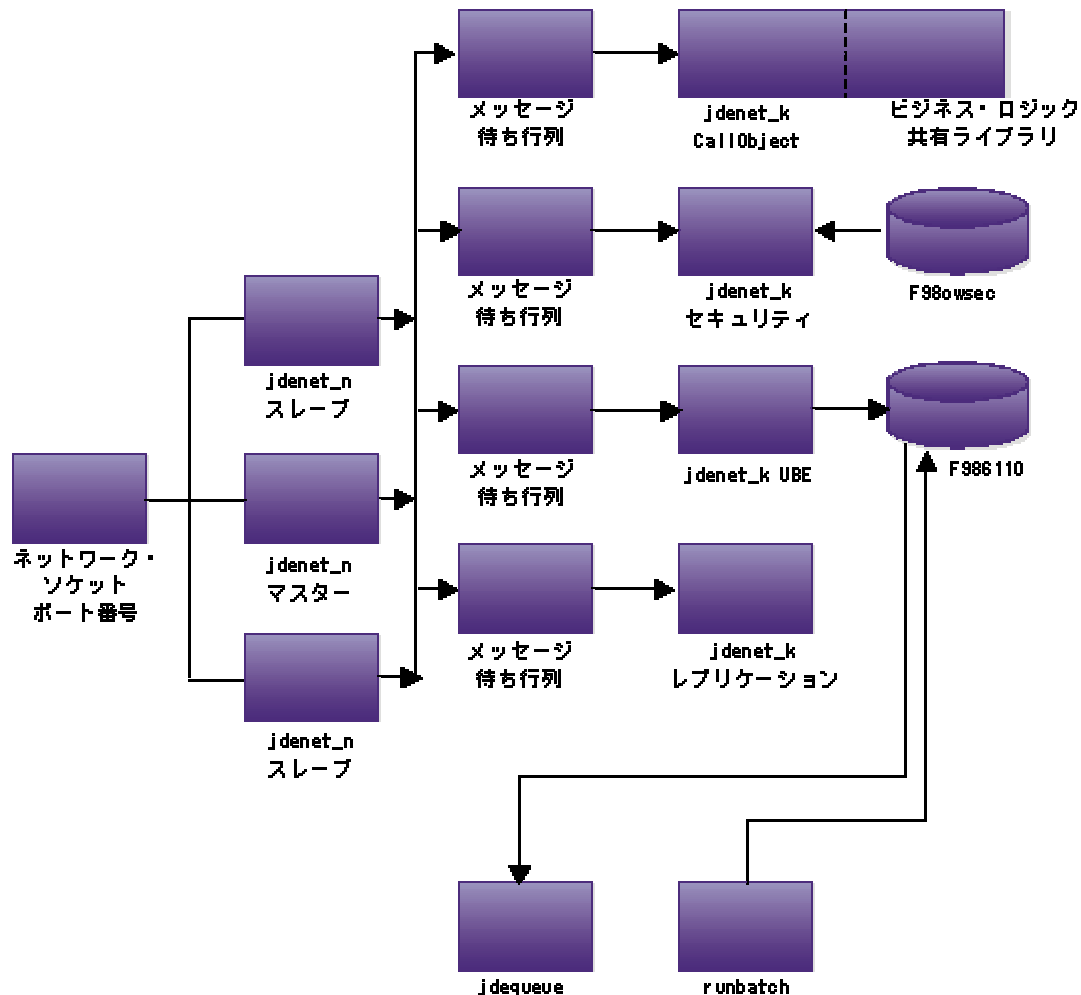 メッセージ
待ち行列
jdenet_k
CallObject
ビジネス・ロジック
共有ライブラリ
メッセージ
待ち行列
jdenet_k
セキュリティ
F98owsec
jdenet_n
スレーブ
メッセージ
待ち行列
jdenet_k UBE
F986110
ネットワーク・
ソケット
ポート番号
jdenet_n
マスター
メッセージ
待ち行列
jdenet_k
レプリケーション
jdenet_n
スレーブ
jdequeue
runbatch